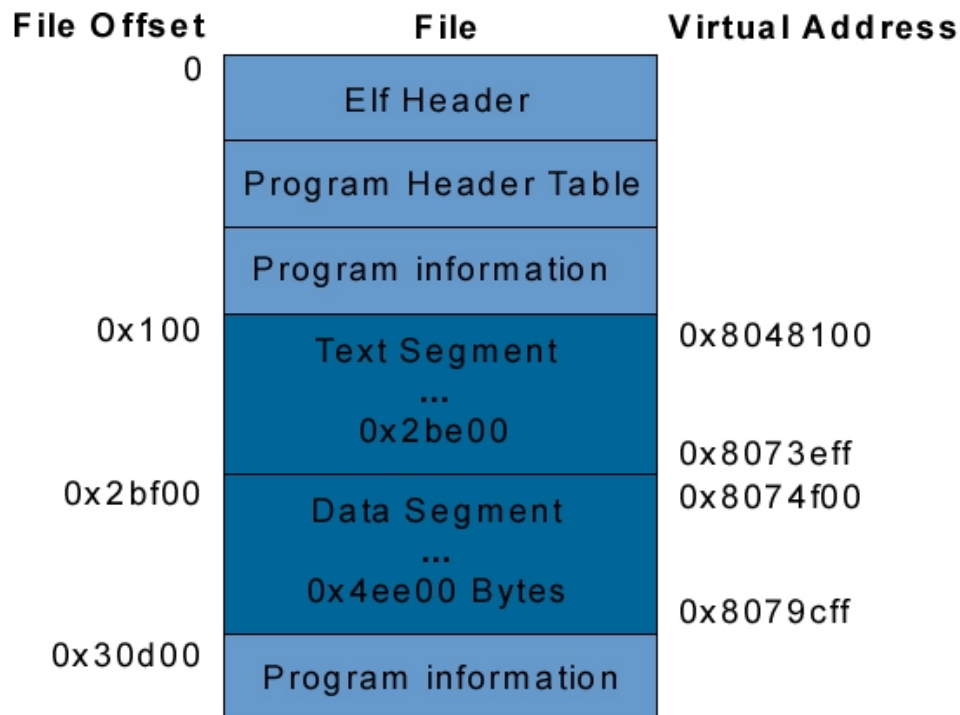 File Offset File Virtual Address
0
Elf Header
Program Header Table
Program information
0x100
0x8048100
Text Segment
...
0x2be00
0x8073eff
0x2bf00
0x8074f00
Data Segment
...
0x4ee00 Bytes
0x8079cff
0x30d00
Program information